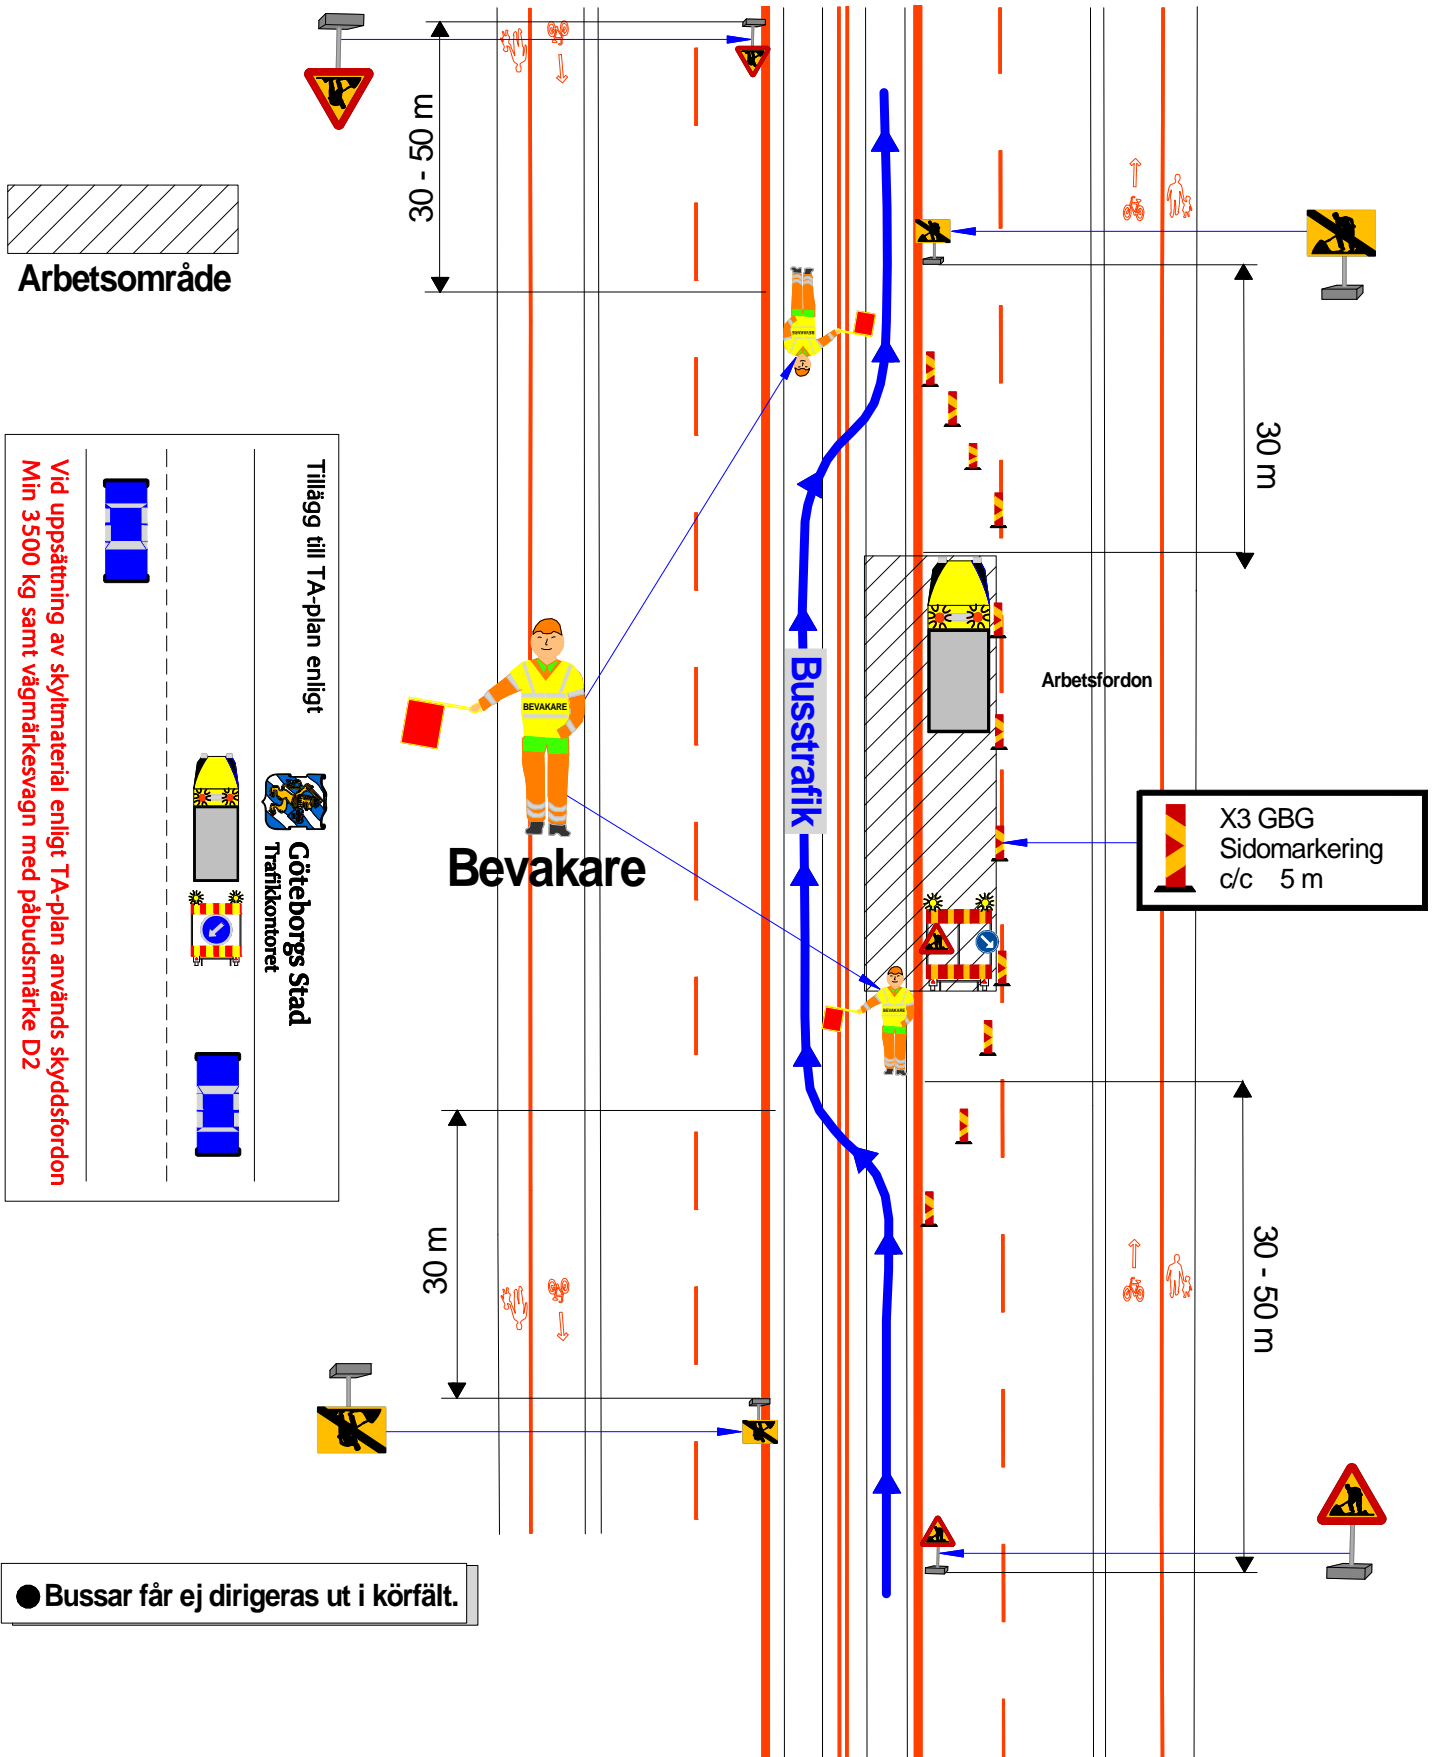 30 - 50 m
Arbetsområde
30 m
Tillägg till TA-plan enligt
Göteborgs Stad
Trafikkontoret
Vid uppsättning av skyltmaterial enligt TA-plan används skyddsfordon
Min 3500 kg samt vägmärkesvagn med påbudsmärke D2
BEVAKARE
BEVAKARE
Bevakare
Busstrafik
Arbetsfordon
X3 GBG
Sidomarkering
c/c 5 m
BEVAKARE
30 m
30 - 50 m
Bussar får ej dirigeras ut i körfält.